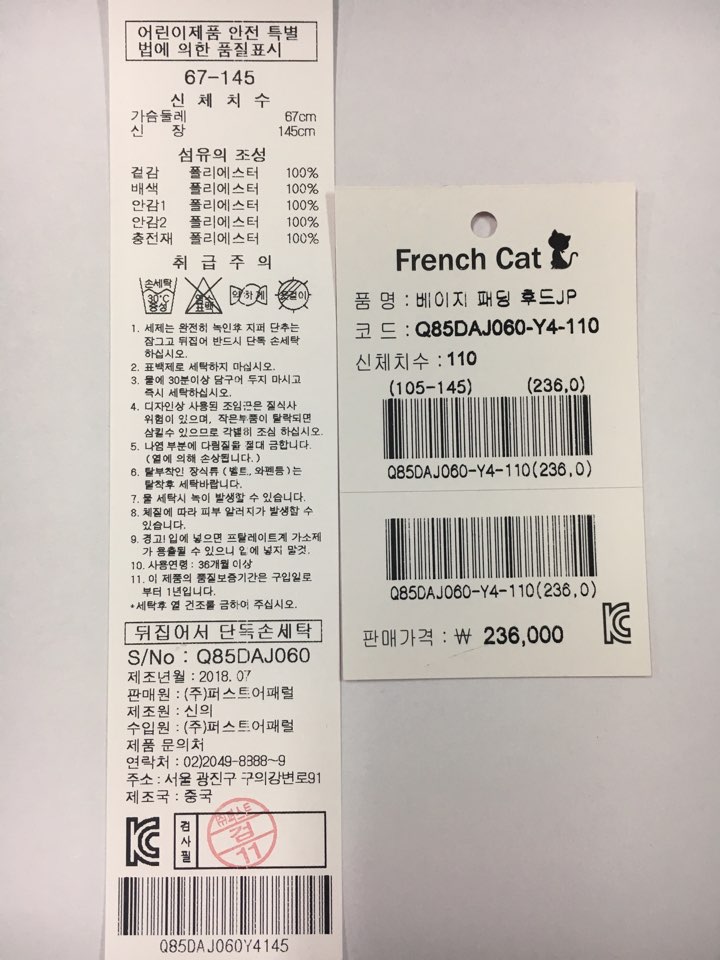 어린이제품 안전 특별
법에 의한 품질표시
67-145
신 체 치 수
가슴둘레 67cm
신 장 145cm
섬유의 조성
겉감 폴리에스터 100%
배색 폴리에스터 100%
안감1 폴리에스터 100%
안감2 폴리에스터 100%
충전재 폴리에스터 100%
취 급 주 의
손세탁 30℃ 중성 염소 표백 약하게 옷걸이
1. 세제는 완전히 녹인후 지퍼 단추는
잠그고 뒤집어 반드시 단독 손세탁
하십시오.
2. 표백제로 세탁하지 마십시오.
3. 물에 30분이상 담구어 두지 마시고
즉시 세탁하십시오.
4. 디자인상 사용된 조임끈은 질식사
위험이 있으며, 작은부품이 탈락되면
삼킬수 있으므로 각별히 조심 하십시오.
5. 나염 부분에 다림질을 절대 금합니다.
(열에 의해 손상됩니다.)
6. 탈부착인 장식류(벨트, 와펜등)는
탈착후 세탁바랍니다.
7. 물 세탁시 녹이 발생할 수 있습니다.
8. 체질에 따라 피부 알러지가 발생할 수
있습니다.
9. 경고! 입에 넣으면 프탈레이트계 가소제
가 용출될 수 있으니 입에 넣지 말것.
10. 사용연령 : 36개월 이상
11. 이 제품의 품질보증기간은 구입일로
부터 1년입니다.
*세탁후 열 건조를 금하여 주십시오.
뒤집어서 단독손세탁
S/No : Q85DAJ060
제조년월 : 2018. 07
판매원 : (주)퍼스트어패럴
제조원 : 신의
수입원 : (주)퍼스트어패럴
제품 문의처
연락처 : 02)2049-8388~9
주소 : 서울 광진구 구의강변로91
제조국 : 중국
KC 검사필 (주)퍼스트 검 11
Q85DAJ060Y4145
French Cat
품 명 : 베이지 패딩 후드JP
코 드 : Q85DAJ060-Y4-110
신체치수 : 110
(105-145) (236,0)
Q85DAJ060-Y4-110(236,0)
Q85DAJ060-Y4-110(236,0)
KC
판매가격 : ₩ 236,000